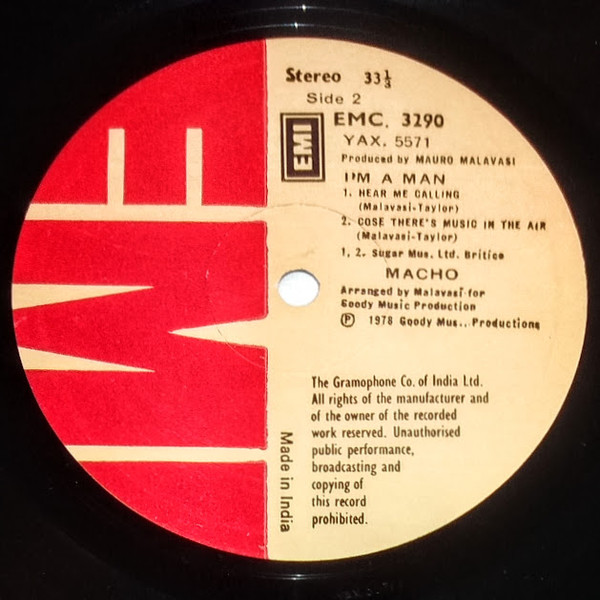 Stereo 33⅓
Side 2
EMI
EMC. 3290
YAX. 5571
Produced by MAURO MALAVASI
I'M A MAN
1. HEAR ME CALLING
(Malavasi-Taylor)
2. COSE THERE'S MUSIC IN THE AIR
(Malavasi-Taylor)
1, 2. Sugar Mus. Ltd. Britico
MACHO
Arranged by Malavasi for
Goody Music Production
Ⓟ 1978 Goody Mus.. Productions
The Gramophone Co. of India Ltd.
All rights of the manufacturer and
of the owner of the recorded
work reserved. Unauthorised
public performance,
broadcasting and
copying of
this record
prohibited.
Made in India
EMI